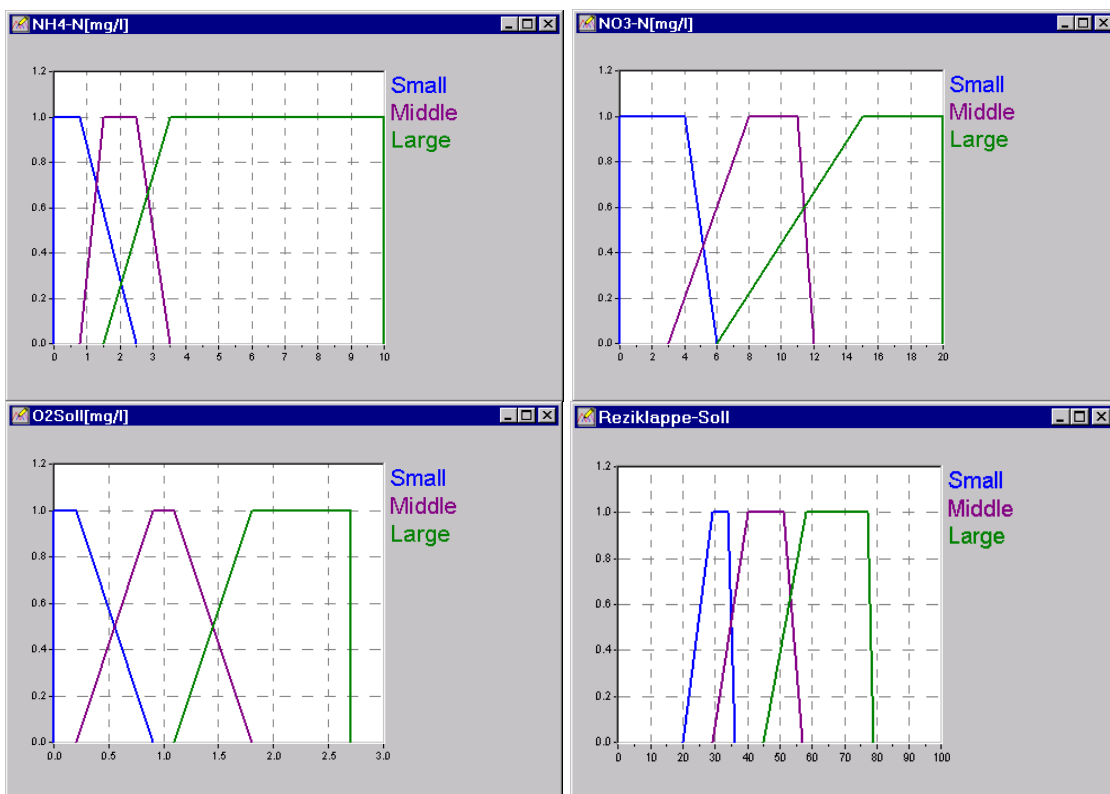 NH4-N[mg/l]
1.2
1.0
0.8
0.6
0.4
0.2
0.0
0 1 2 3 4 5 6 7 8 9 10
Small
Middle
Large
NO3-N[mg/l]
1.2
1.0
0.8
0.6
0.4
0.2
0.0
0 2 4 6 8 10 12 14 16 18 20
Small
Middle
Large
O2Soll[mg/l]
1.2
1.0
0.8
0.6
0.4
0.2
0.0
0.0 0.5 1.0 1.5 2.0 2.5 3.0
Small
Middle
Large
Reziklappe-Soll
1.2
1.0
0.8
0.6
0.4
0.2
0.0
0 10 20 30 40 50 60 70 80 90 100
Small
Middle
Large